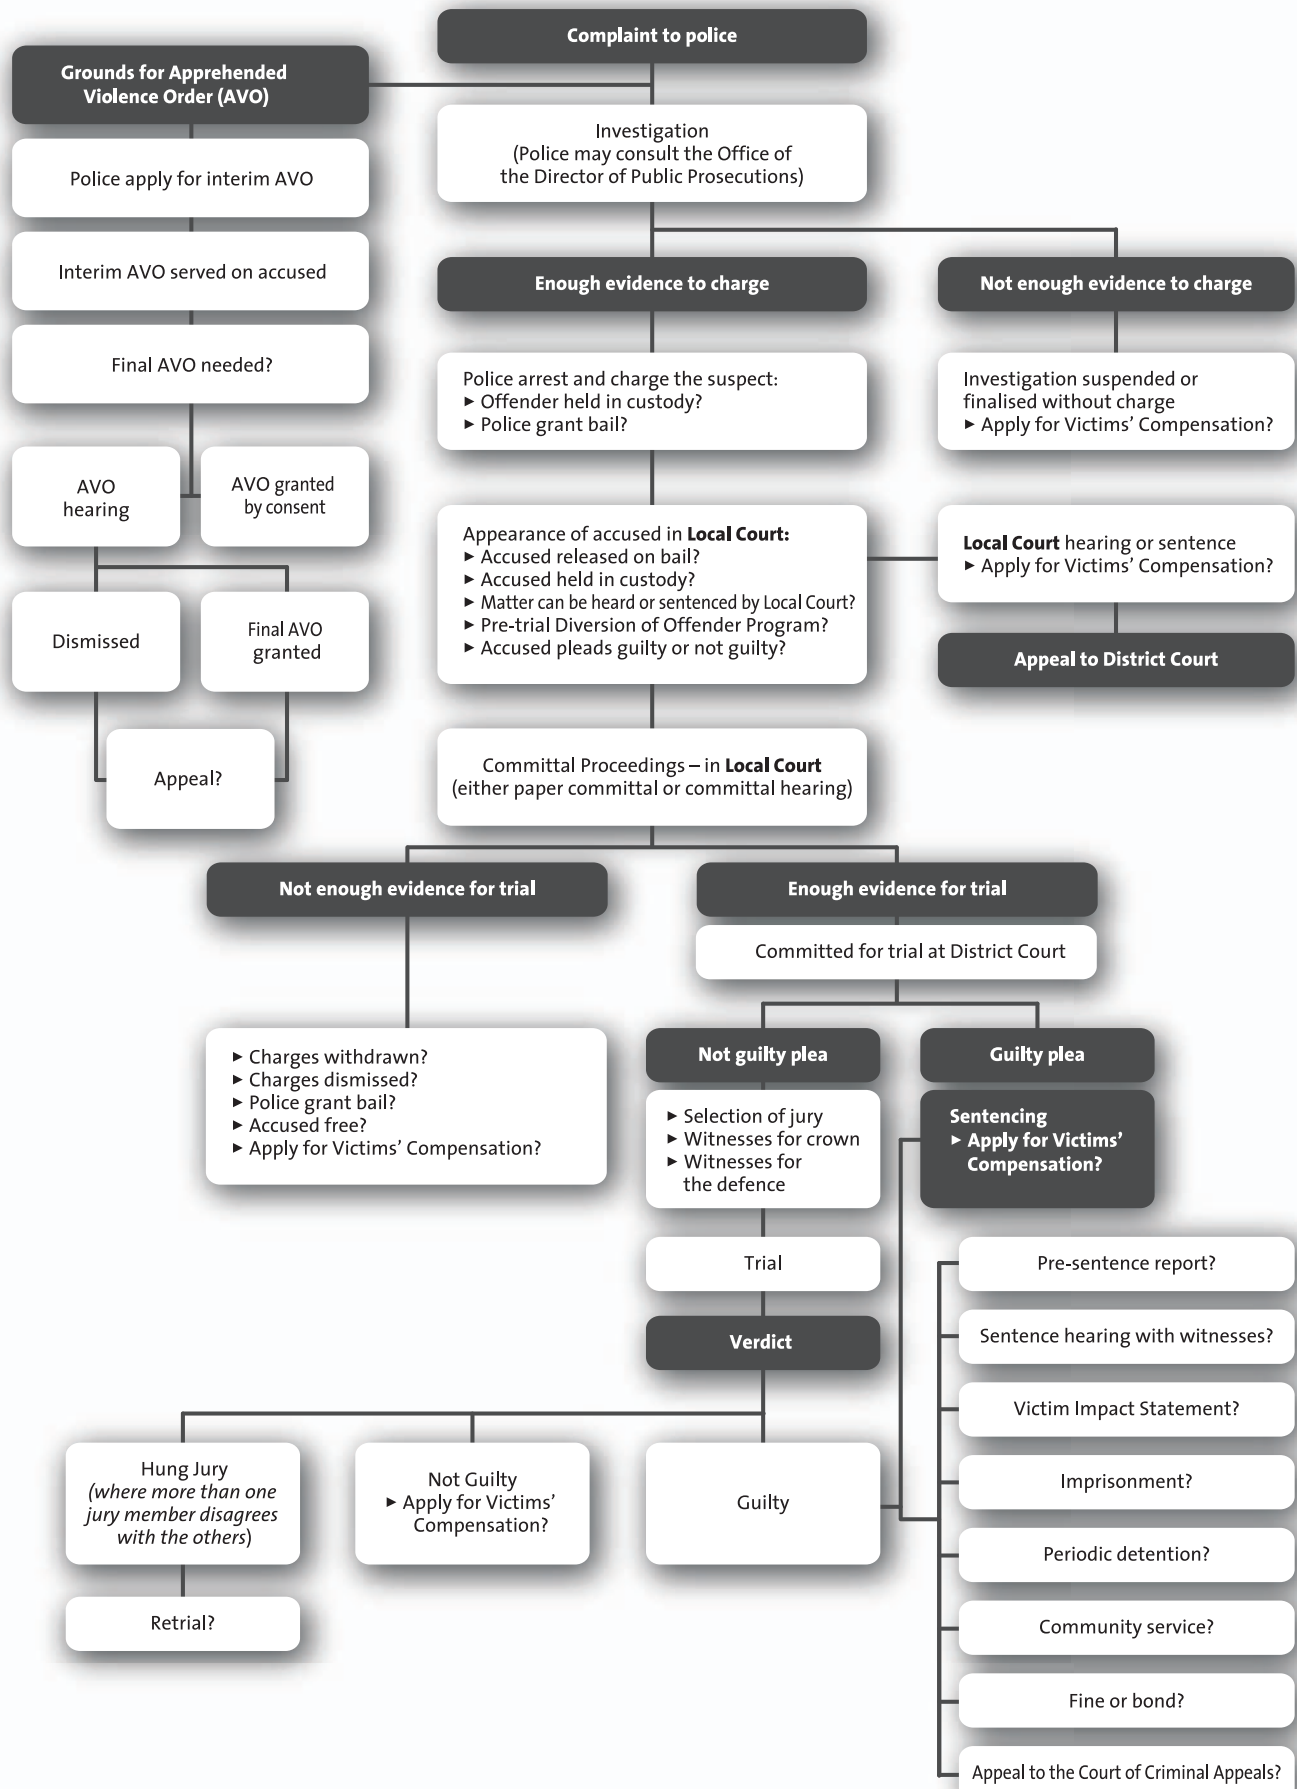 Complaint to police
Grounds for Apprehended
Violence Order (AVO)
Investigation
(Police may consult the Office of
the Director of Public Prosecutions)
Police apply for interim AVO
Interim AVO served on accused
Final AVO needed?
AVO
hearing
AVO granted
by consent
Dismissed
Final AVO
granted
Appeal?
Enough evidence to charge
Not enough evidence to charge
Police arrest and charge the suspect:
► Offender held in custody?
► Police grant bail?
Investigation suspended or
finalised without charge
► Apply for Victims’ Compensation?
Appearance of accused in Local Court:
► Accused released on bail?
► Accused held in custody?
► Matter can be heard or sentenced by Local Court?
► Pre-trial Diversion of Offender Program?
► Accused pleads guilty or not guilty?
Local Court hearing or sentence
► Apply for Victims’ Compensation?
Appeal to District Court
Committal Proceedings – in Local Court
(either paper committal or committal hearing)
Not enough evidence for trial
Enough evidence for trial
Committed for trial at District Court
► Charges withdrawn?
► Charges dismissed?
► Police grant bail?
► Accused free?
► Apply for Victims’ Compensation?
Not guilty plea
Guilty plea
► Selection of jury
► Witnesses for crown
► Witnesses for
the defence
Sentencing
► Apply for Victims’
Compensation?
Trial
Verdict
Hung Jury
(where more than one
jury member disagrees
with the others)
Retrial?
Not Guilty
► Apply for Victims’
Compensation?
Guilty
Pre-sentence report?
Sentence hearing with witnesses?
Victim Impact Statement?
Imprisonment?
Periodic detention?
Community service?
Fine or bond?
Appeal to the Court of Criminal Appeals?